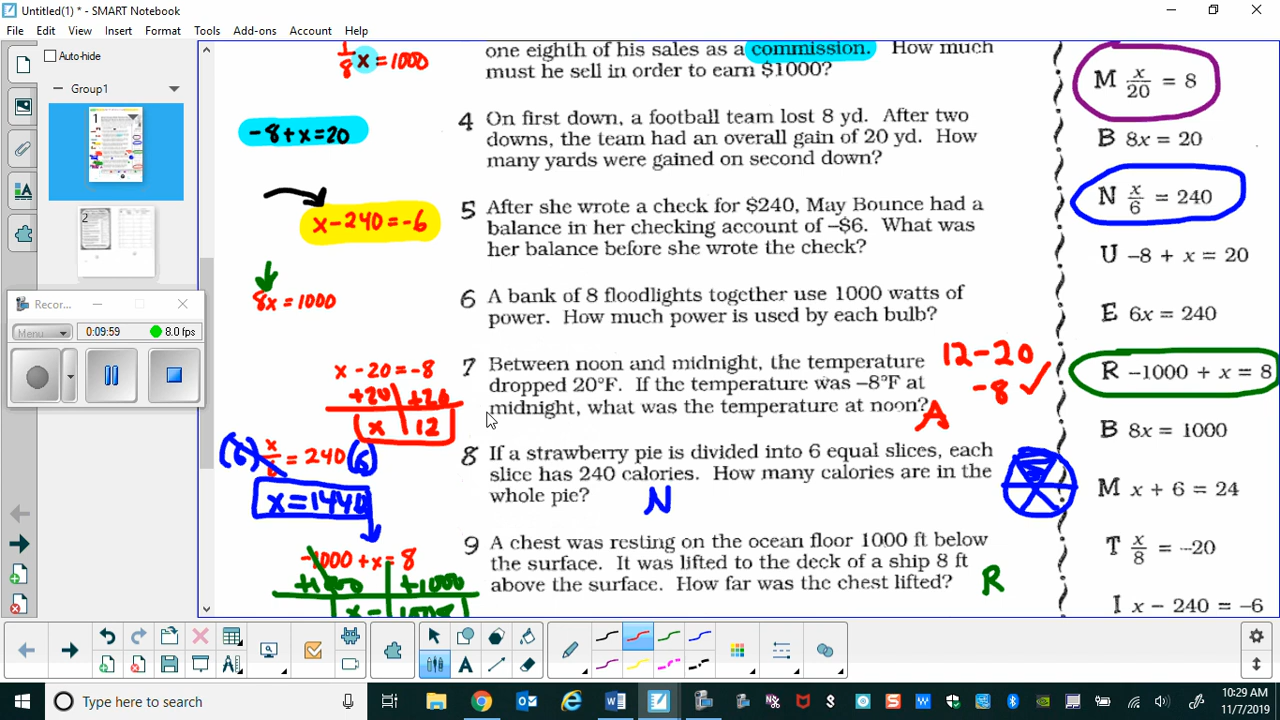 Untitled(1) * - SMART Notebook
File Edit View Insert Format Tools Add-ons Account Help
Auto-hide
Group1
1
2
Recor...
Menu
0:09:59
8.0 fps
1/8 x = 1000
one eighth of his sales as a commission. How much
must he sell in order to earn $1000?
-8+x=20
4 On first down, a football team lost 8 yd. After two
downs, the team had an overall gain of 20 yd. How
many yards were gained on second down?
x-240=-6
5 After she wrote a check for $240, May Bounce had a
balance in her checking account of –$6. What was
her balance before she wrote the check?
8x = 1000
6 A bank of 8 floodlights together use 1000 watts of
power. How much power is used by each bulb?
x - 20 = -8
+20 +20
x 12
7 Between noon and midnight, the temperature
dropped 20°F. If the temperature was –8°F at
midnight, what was the temperature at noon?
A
12-20
-8 ✓
(6) x/6 = 240 (6)
x=1440
8 If a strawberry pie is divided into 6 equal slices, each
slice has 240 calories. How many calories are in the
whole pie?
N
-1000 +x = 8
+1000 +1000
x = 1008
9 A chest was resting on the ocean floor 1000 ft below
the surface. It was lifted to the deck of a ship 8 ft
above the surface. How far was the chest lifted?
R
M x/20 = 8
B 8x = 20
N x/6 = 240
U –8 + x = 20
E 6x = 240
R –1000 + x = 8
B 8x = 1000
M x + 6 = 24
T x/8 = –20
I x – 240 = –6
Type here to search
10:29 AM
11/7/2019